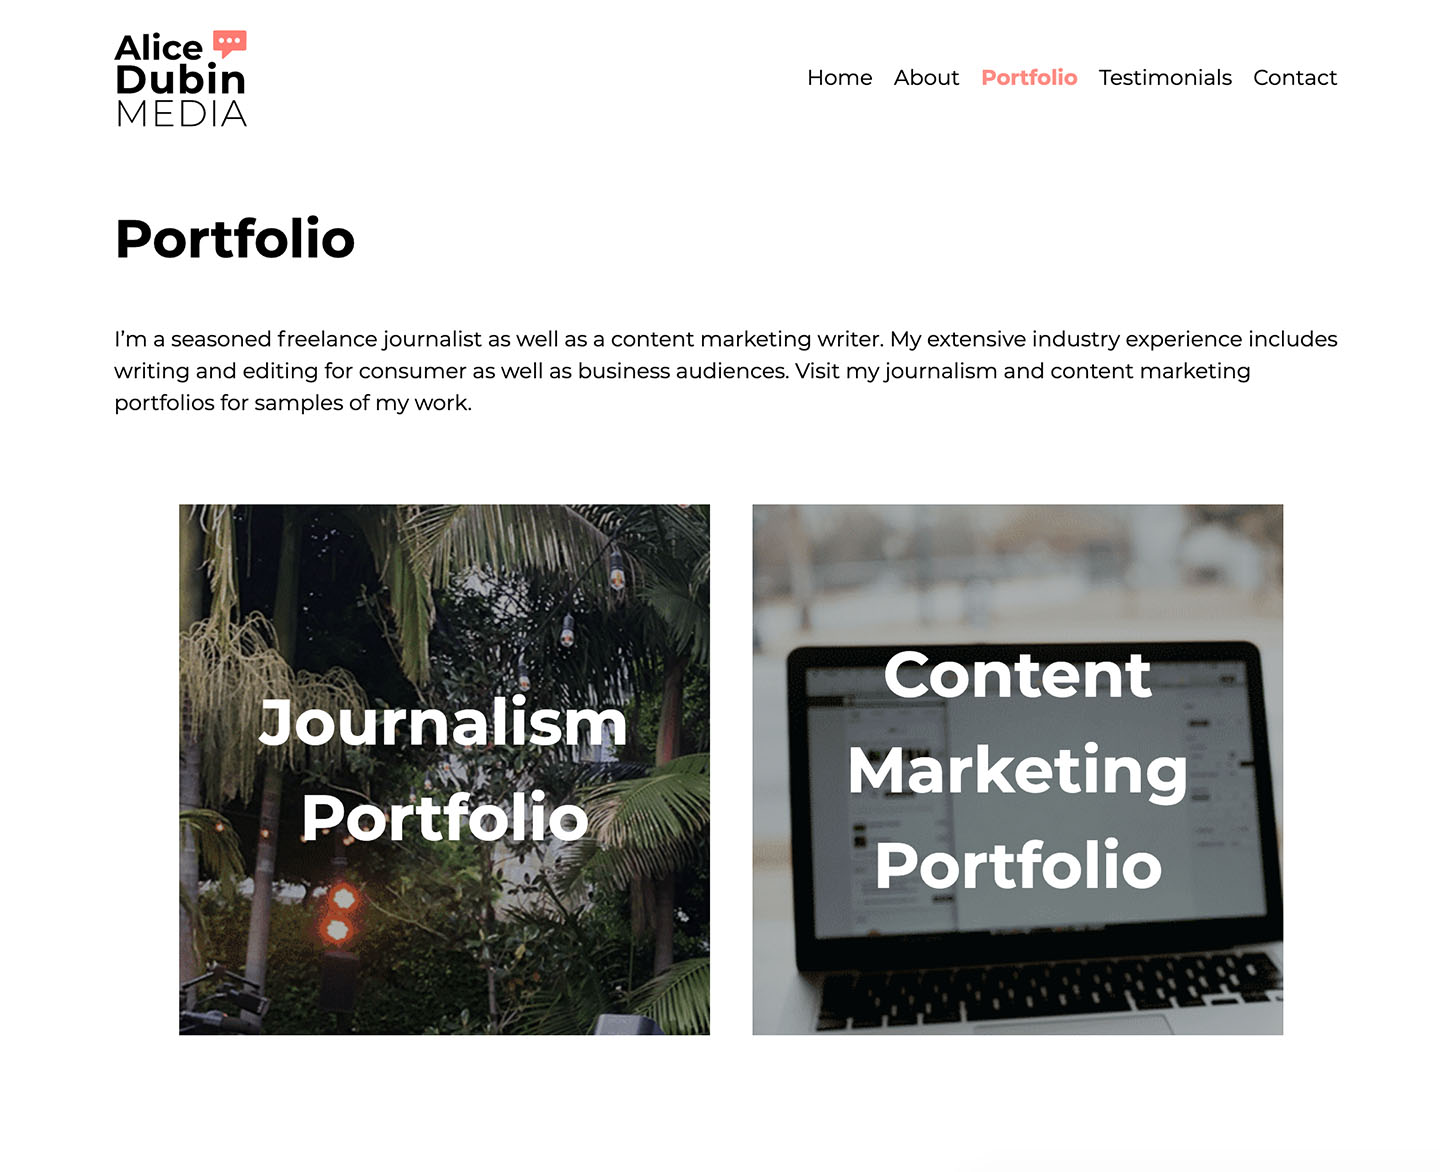 Alice
Dubin
MEDIA
Home About Portfolio Testimonials Contact
Portfolio
I’m a seasoned freelance journalist as well as a content marketing writer. My extensive industry experience includes
writing and editing for consumer as well as business audiences. Visit my journalism and content marketing
portfolios for samples of my work.
Journalism
Portfolio
Content
Marketing
Portfolio